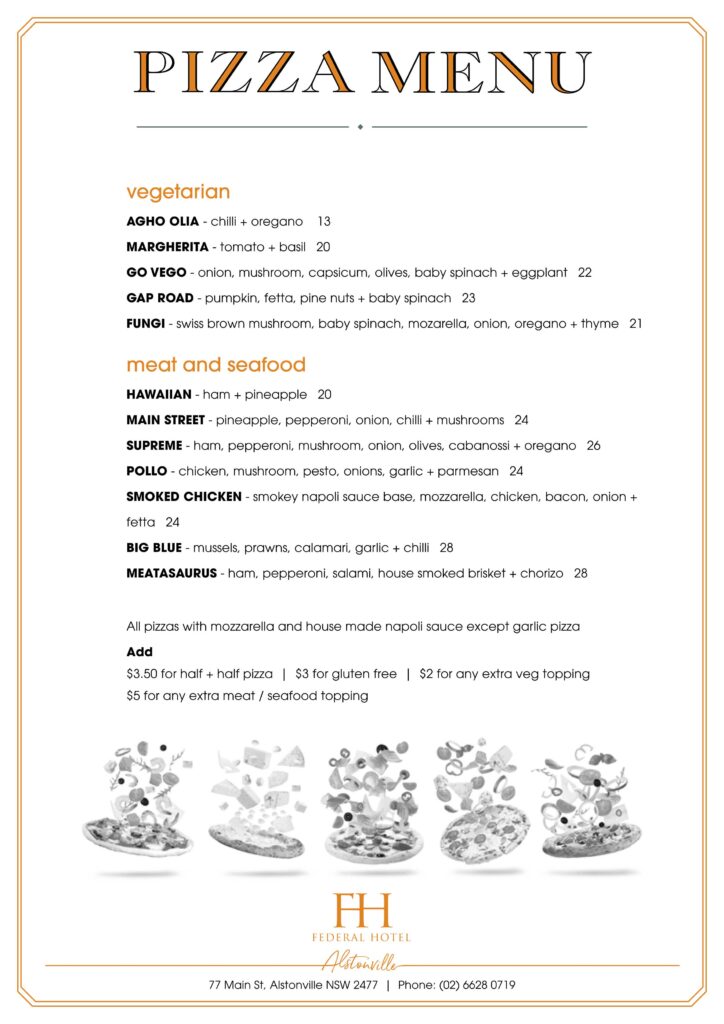 PIZZA MENU
vegetarian
AGHO OLIA - chilli + oregano 13
MARGHERITA - tomato + basil 20
GO VEGO - onion, mushroom, capsicum, olives, baby spinach + eggplant 22
GAP ROAD - pumpkin, fetta, pine nuts + baby spinach 23
FUNGI - swiss brown mushroom, baby spinach, mozarella, onion, oregano + thyme 21
meat and seafood
HAWAIIAN - ham + pineapple 20
MAIN STREET - pineapple, pepperoni, onion, chilli + mushrooms 24
SUPREME - ham, pepperoni, mushroom, onion, olives, cabanossi + oregano 26
POLLO - chicken, mushroom, pesto, onions, garlic + parmesan 24
SMOKED CHICKEN - smokey napoli sauce base, mozzarella, chicken, bacon, onion +
fetta 24
BIG BLUE - mussels, prawns, calamari, garlic + chilli 28
MEATASAURUS - ham, pepperoni, salami, house smoked brisket + chorizo 28
All pizzas with mozzarella and house made napoli sauce except garlic pizza
Add
$3.50 for half + half pizza | $3 for gluten free | $2 for any extra veg topping
$5 for any extra meat / seafood topping
FH
FEDERAL HOTEL
Alstonville
77 Main St, Alstonville NSW 2477 | Phone: (02) 6628 0719